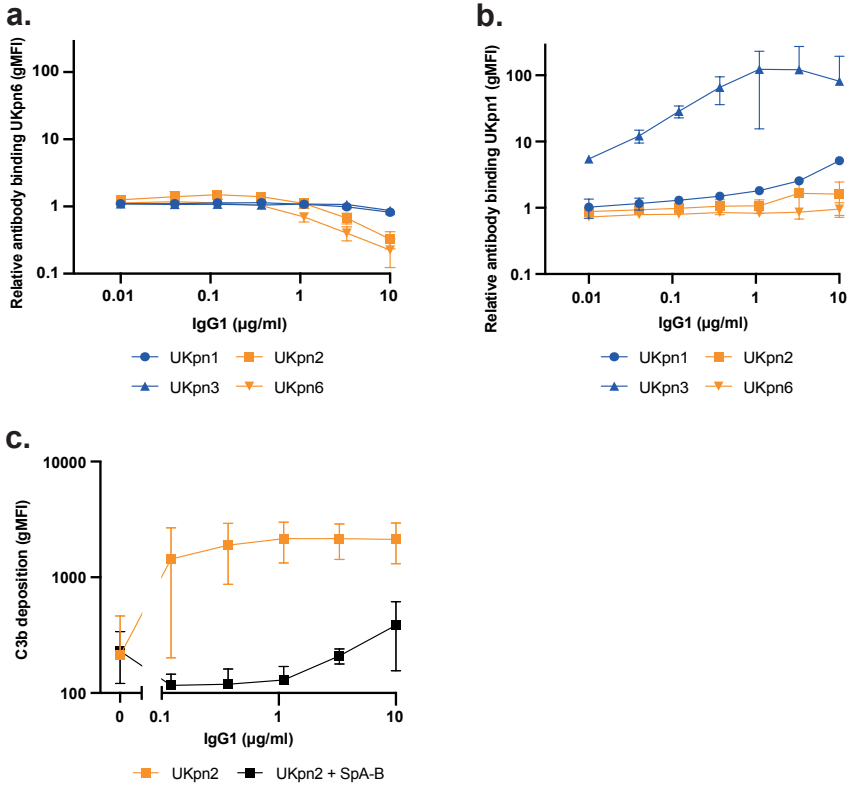 a.
Relative antibody binding UKpn6 (gMFI)
100
10
1
0.1
0.01
0.1
1
10
IgG1 (µg/ml)
UKpn1
UKpn2
UKpn3
UKpn6
b.
Relative antibody binding UKpn1 (gMFI)
100
10
1
0.1
0.01
0.1
1
10
IgG1 (µg/ml)
UKpn1
UKpn2
UKpn3
UKpn6
c.
C3b deposition (gMFI)
10000
1000
100
0
0.1
1
10
IgG1 (µg/ml)
UKpn2
UKpn2 + SpA-B